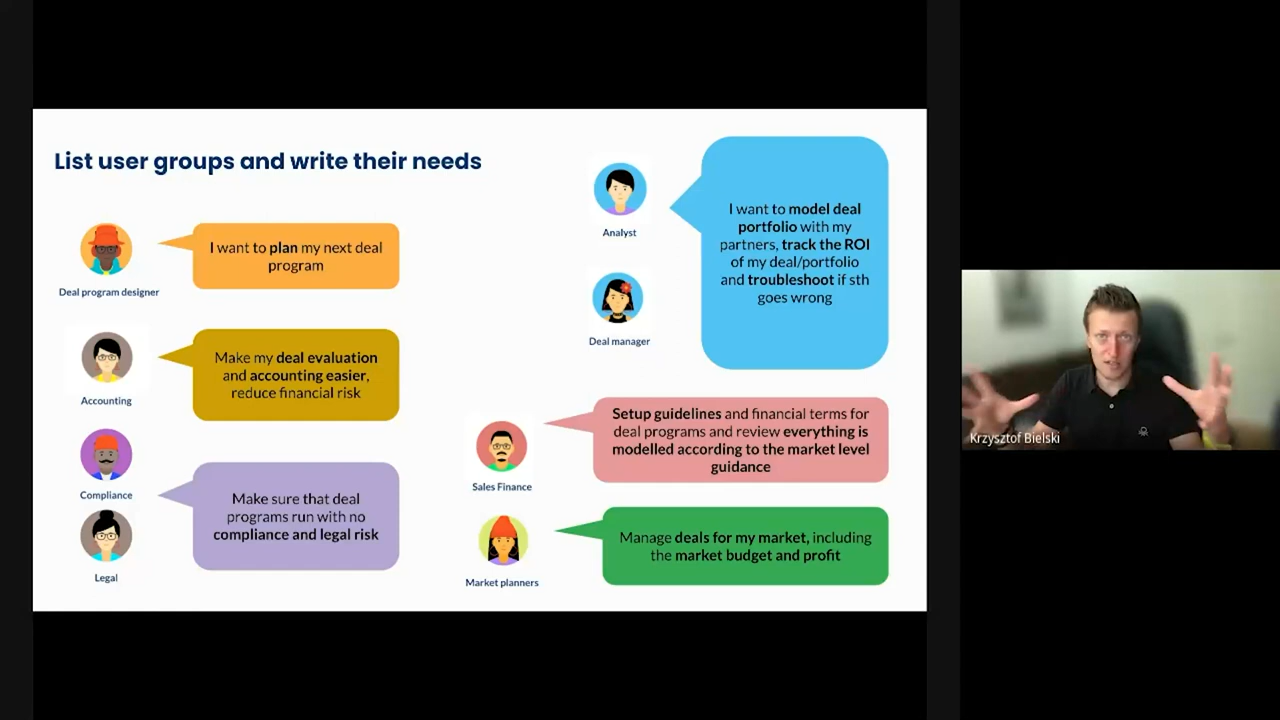 List user groups and write their needs
Deal program designer
I want to plan my next deal
program
Accounting
Make my deal evaluation
and accounting easier,
reduce financial risk
Compliance
Legal
Make sure that deal
programs run with no
compliance and legal risk
Analyst
Deal manager
I want to model deal
portfolio with my
partners, track the ROI
of my deal/portfolio
and troubleshoot if sth
goes wrong
Sales Finance
Setup guidelines and financial terms for
deal programs and review everything is
modelled according to the market level
guidance
Market planners
Manage deals for my market, including
the market budget and profit
Krzysztof Bielski